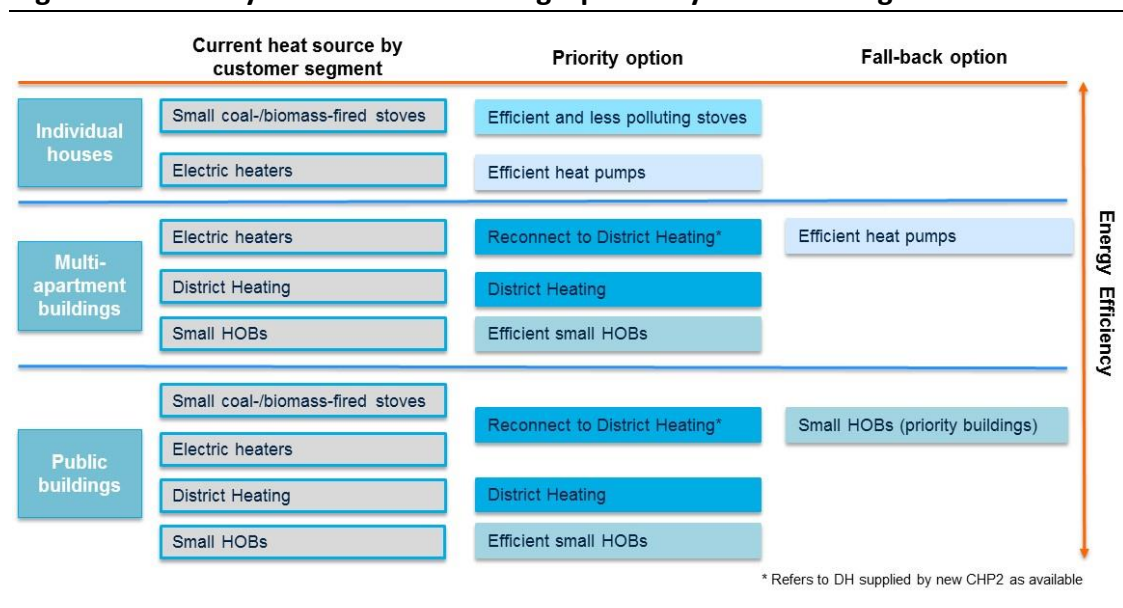 Current heat source by
customer segment
Priority option
Fall-back option
Individual
houses
Small coal-/biomass-fired stoves
Efficient and less polluting stoves
Electric heaters
Efficient heat pumps
Multi-
apartment
buildings
Electric heaters
Reconnect to District Heating*
Efficient heat pumps
District Heating
District Heating
Small HOBs
Efficient small HOBs
Public
buildings
Small coal-/biomass-fired stoves
Reconnect to District Heating*
Small HOBs (priority buildings)
Electric heaters
District Heating
District Heating
Small HOBs
Efficient small HOBs
Energy Efficiency
* Refers to DH supplied by new CHP2 as available